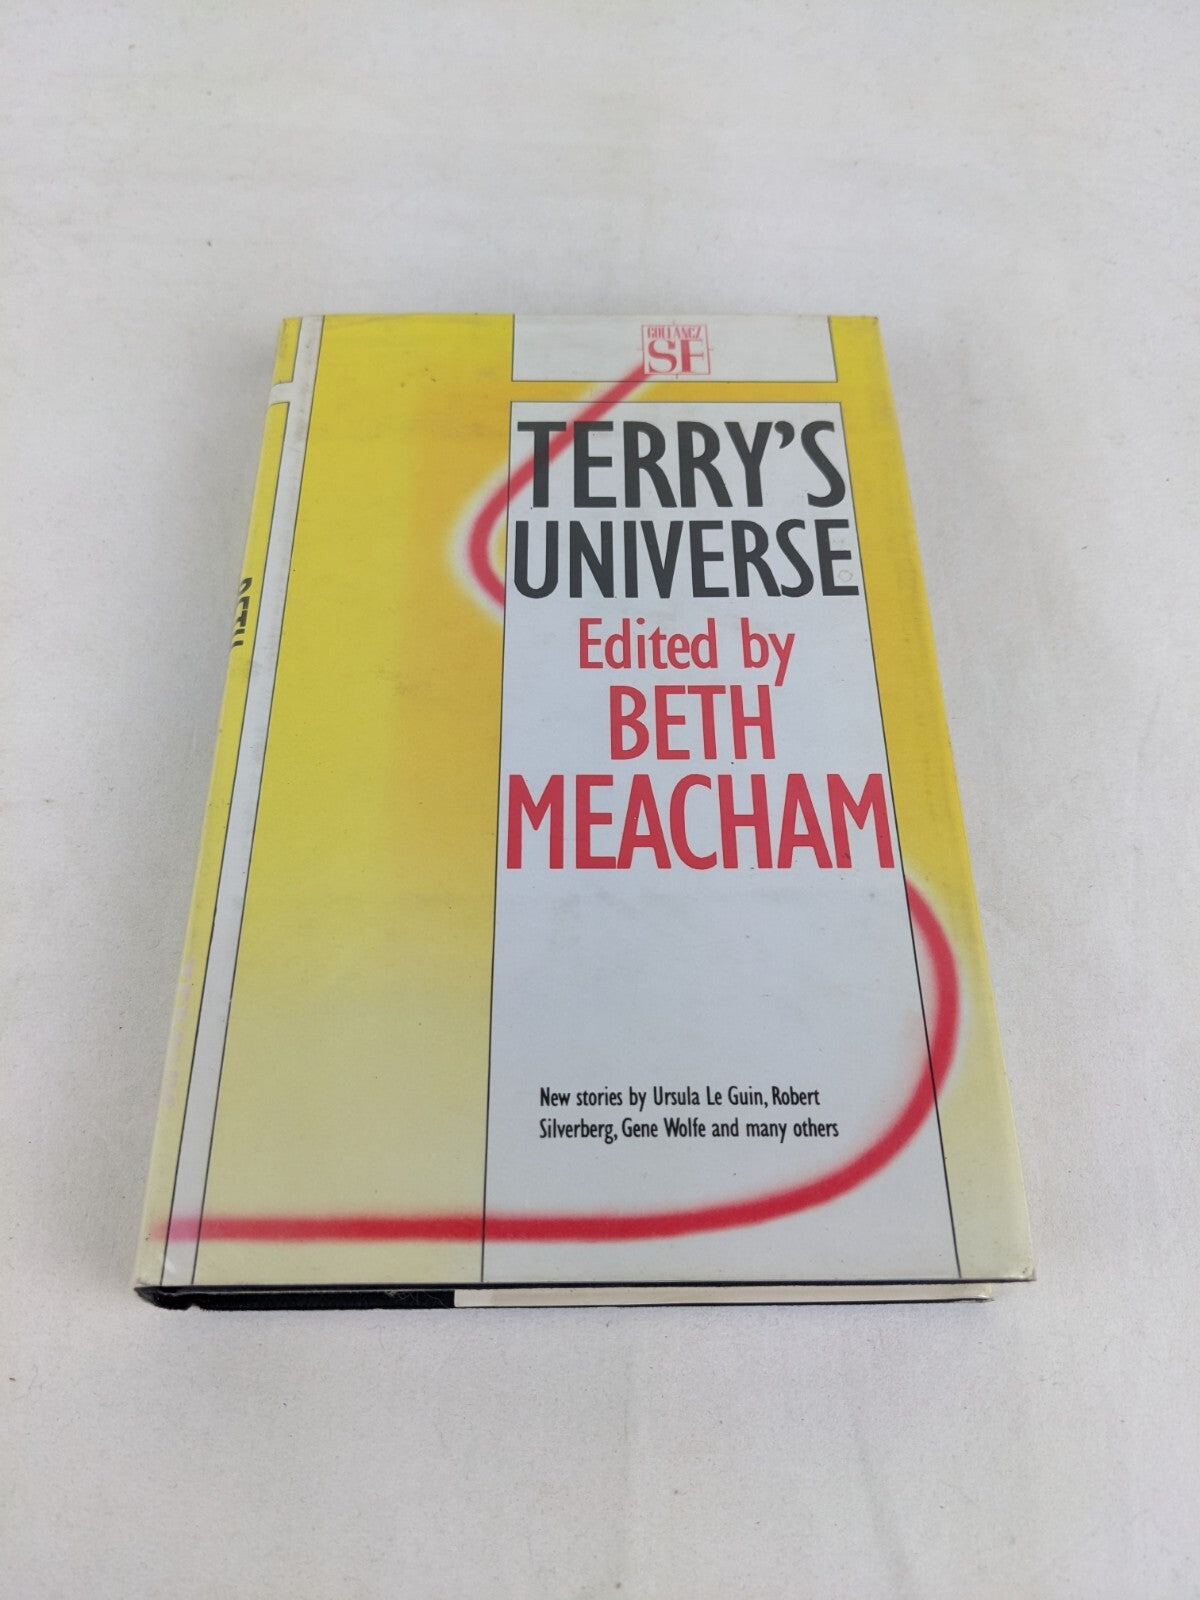 GOLLANCZ
SF
TERRY'S
UNIVERSE
Edited by
BETH
MEACHAM
New stories by Ursula Le Guin, Robert
Silverberg, Gene Wolfe and many others
BETH